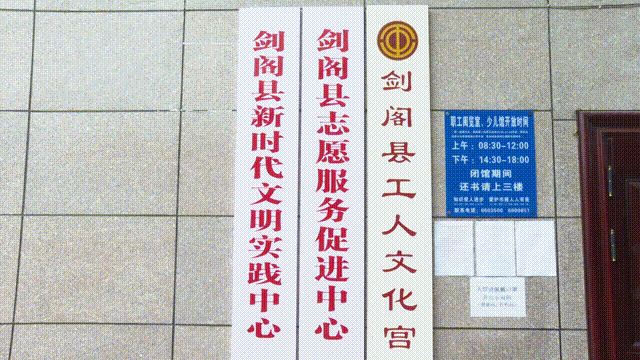 剑阁县新时代文明实践中心
剑阁县志愿服务促进中心
剑阁县工人文化宫
职工阅览室、少儿馆开放时间
上午：08:30-12:00
下午：14:30-18:00
闭馆期间
还书请上三楼